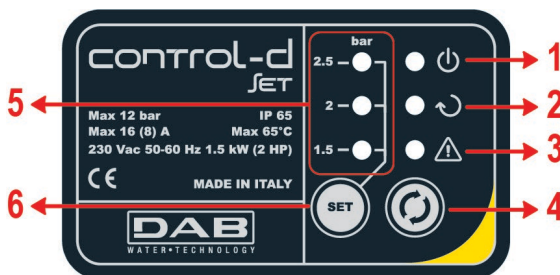 control-d
SET
Max 12 bar IP 65
Max 16 (8) A Max 65°C
230 Vac 50-60 Hz 1.5 kW (2 HP)
CE MADE IN ITALY
DAB
WATER•TECHNOLOGY
bar
2.5
2
1.5
SET
1
2
3
4
5
6